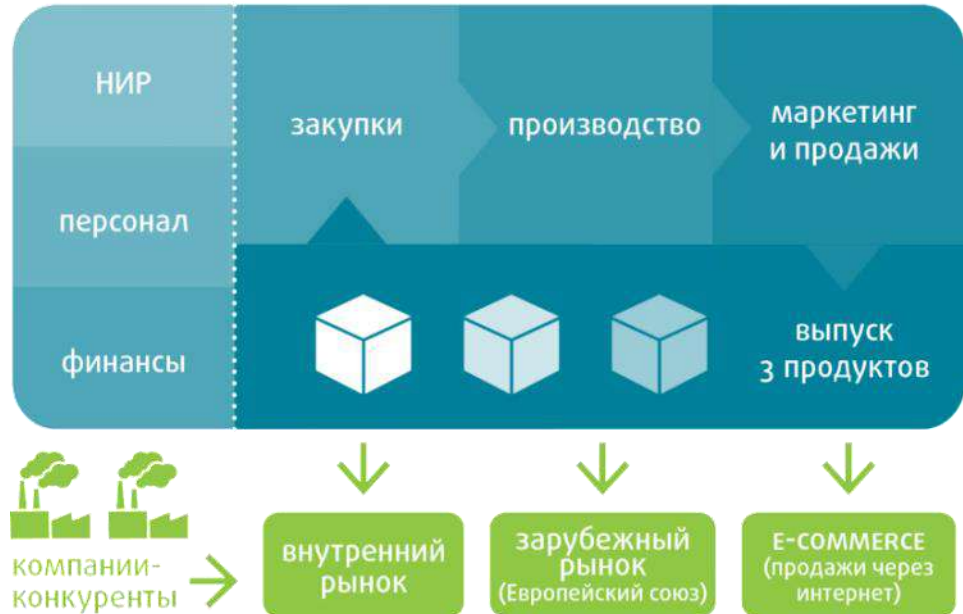 НИР
персонал
финансы
закупки
производство
маркетинг
и продажи
выпуск
3 продуктов
компании-
конкуренты
внутренний
рынок
зарубежный
рынок
(Европейский союз)
E-COMMERCE
(продажи через
интернет)